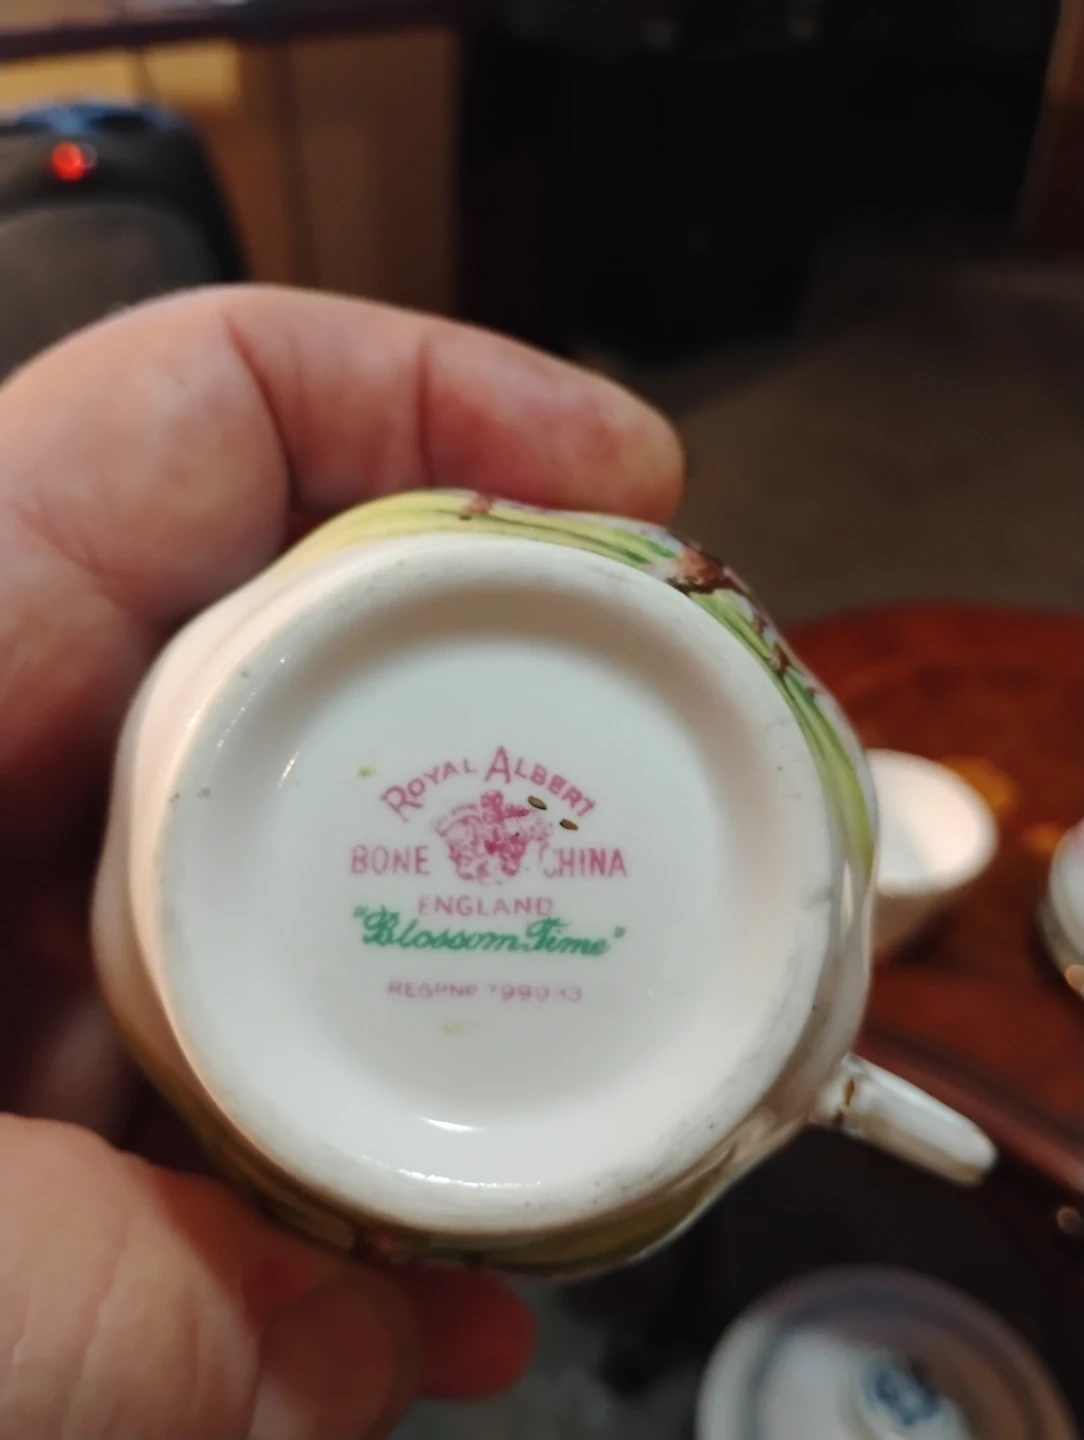 ROYAL ALBERT
BONE CHINA
ENGLAND
"Blossom Time"